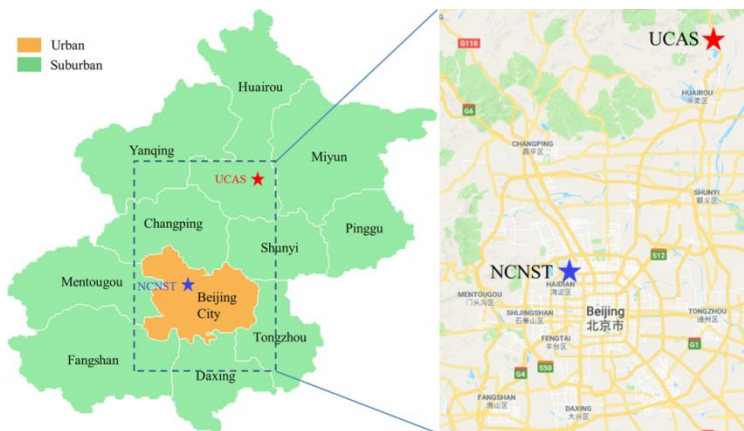 Urban
Suburban
Huairou
Yanqing
Miyun
UCAS
Changping
Shunyi
Pinggu
Mentougou
NCNST
Beijing
City
Tongzhou
Fangshan
Daxing
UCAS
G110
HUAIROU
怀柔区
G6
CHANGPING
昌平区
SHUNYI
顺义区
NCNST
S12
HAIDIAN
海淀区
MENTOUGOU
门头沟区
SHIJINGSHAN
石景山区
Beijing
北京市
TONGZHOU
通州区
FENGTAI
丰台区
G1
G4
S50
FANGSHAN
房山区
DAXING
大兴区